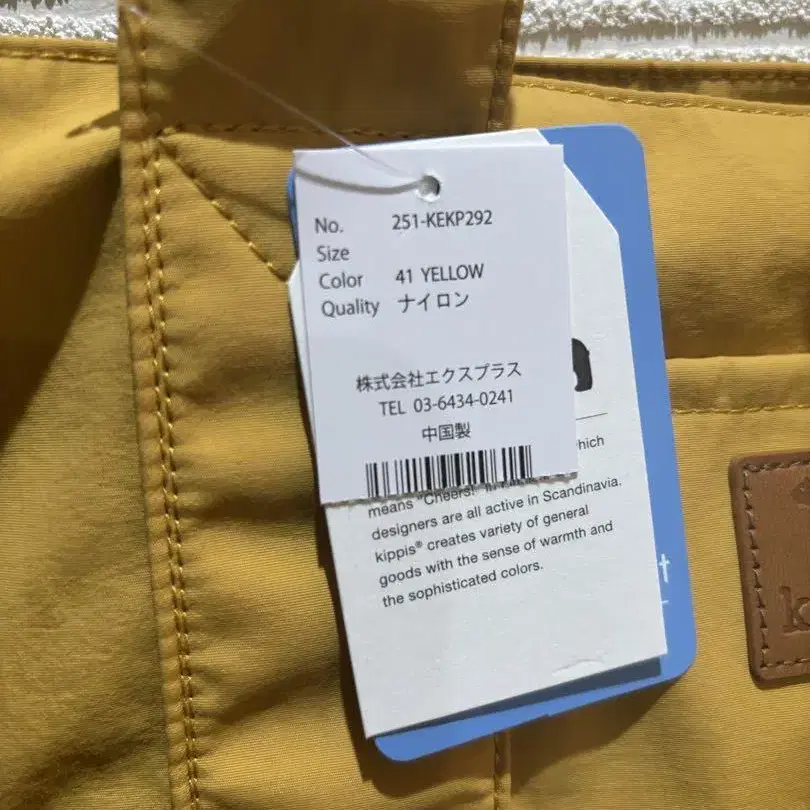 No. 251-KEKP292
Size
Color 41 YELLOW
Quality ナイロン
株式会社エクスプラス
TEL 03-6434-0241
中国製
which
means "Cheers!"
designers are all active in Scandinavia.
kippis® creates variety of general
goods with the sense of warmth and
the sophisticated colors.
t
k